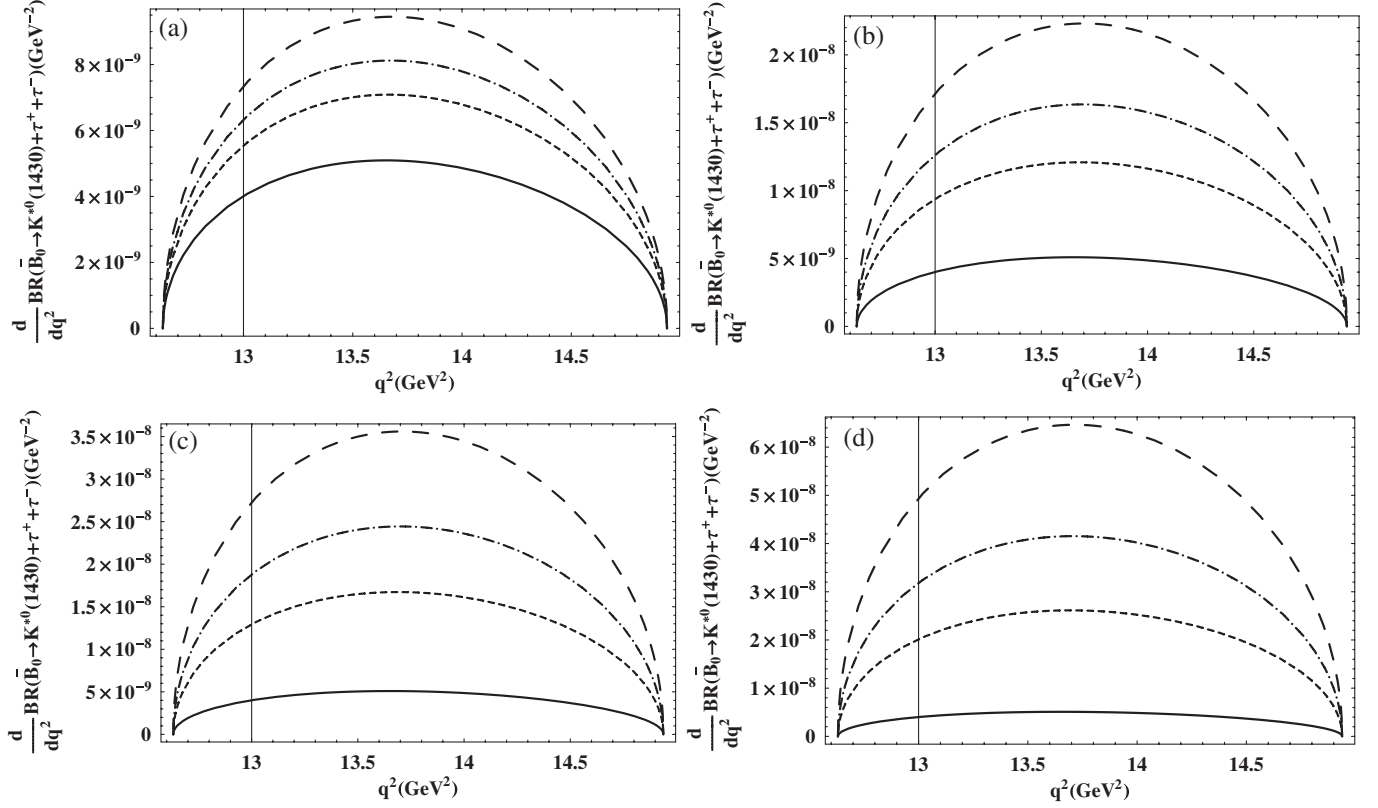 (a)
d/dq² BR(B̄₀→K*⁰(1430)+τ⁺+τ⁻)(GeV⁻²)
8×10⁻⁹
6×10⁻⁹
4×10⁻⁹
2×10⁻⁹
0
13 13.5 14 14.5
q²(GeV²)
(b)
d/dq² BR(B̄₀→K*⁰(1430)+τ⁺+τ⁻)(GeV⁻²)
2×10⁻⁸
1.5×10⁻⁸
1×10⁻⁸
5×10⁻⁹
0
13 13.5 14 14.5
q²(GeV²)
(c)
d/dq² BR(B̄₀→K*⁰(1430)+τ⁺+τ⁻)(GeV⁻²)
3.5×10⁻⁸
3×10⁻⁸
2.5×10⁻⁸
2×10⁻⁸
1.5×10⁻⁸
1×10⁻⁸
5×10⁻⁹
0
13 13.5 14 14.5
q²(GeV²)
(d)
d/dq² BR(B̄₀→K*⁰(1430)+τ⁺+τ⁻)(GeV⁻²)
6×10⁻⁸
5×10⁻⁸
4×10⁻⁸
3×10⁻⁸
2×10⁻⁸
1×10⁻⁸
0
13 13.5 14 14.5
q²(GeV²)